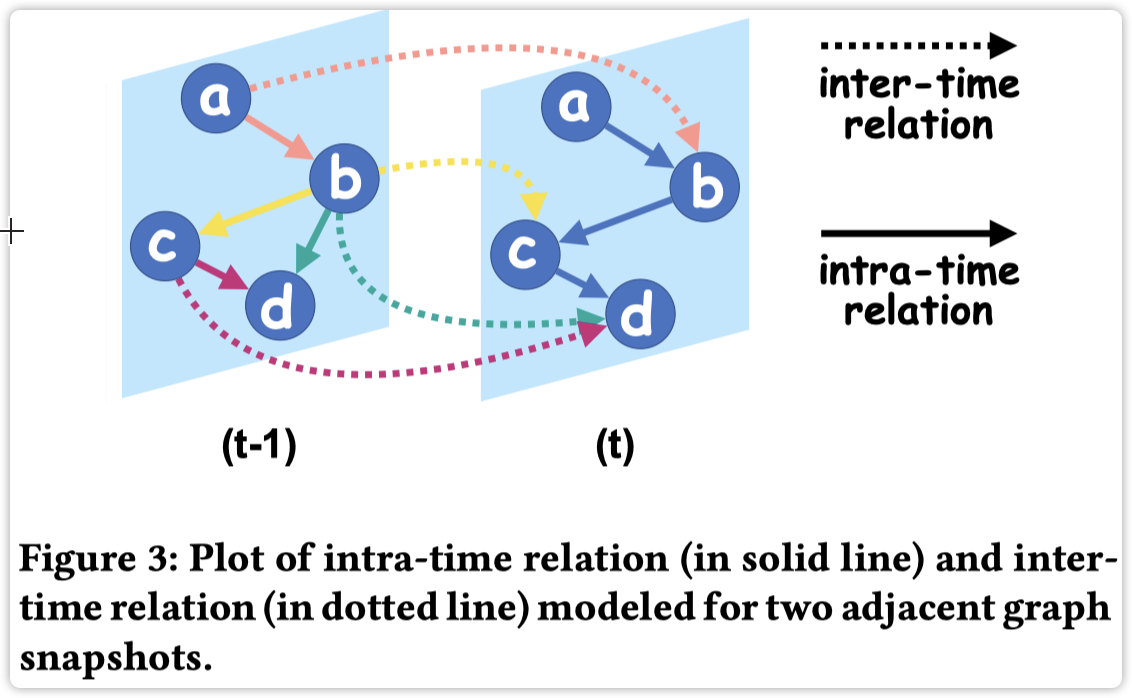 a
b
c
d
a
b
c
d
inter-time
relation
intra-time
relation
(t-1)
(t)
Figure 3: Plot of intra-time relation (in solid line) and inter-
time relation (in dotted line) modeled for two adjacent graph
snapshots.